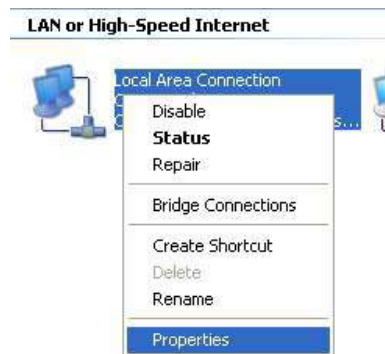 LAN or High-Speed Internet
Local Area Connection
Disable
Status
Repair
Bridge Connections
Create Shortcut
Delete
Rename
Properties